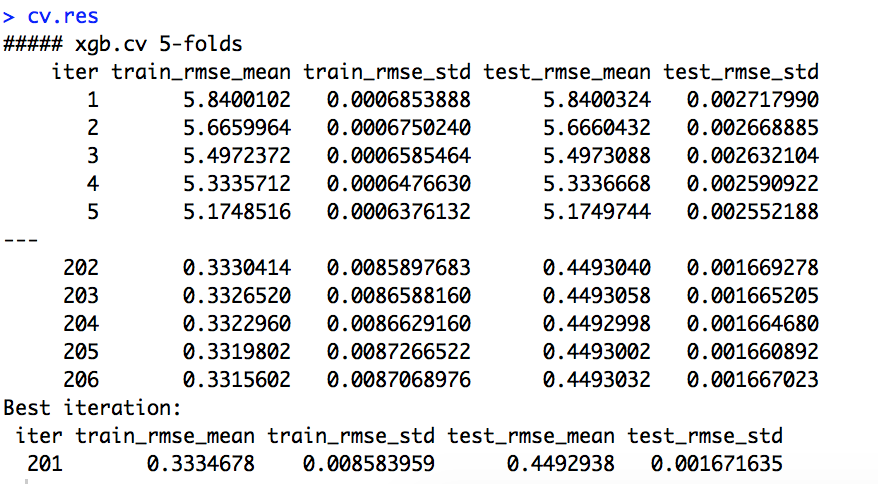 > cv.res
##### xgb.cv 5-folds
iter train_rmse_mean train_rmse_std test_rmse_mean test_rmse_std
1 5.8400102 0.0006853888 5.8400324 0.002717990
2 5.6659964 0.0006750240 5.6660432 0.002668885
3 5.4972372 0.0006585464 5.4973088 0.002632104
4 5.3335712 0.0006476630 5.3336668 0.002590922
5 5.1748516 0.0006376132 5.1749744 0.002552188
---
202 0.3330414 0.0085897683 0.4493040 0.001669278
203 0.3326520 0.0086588160 0.4493058 0.001665205
204 0.3322960 0.0086629160 0.4492998 0.001664680
205 0.3319802 0.0087266522 0.4493002 0.001660892
206 0.3315602 0.0087068976 0.4493032 0.001667023
Best iteration:
iter train_rmse_mean train_rmse_std test_rmse_mean test_rmse_std
201 0.3334678 0.008583959 0.4492938 0.001671635